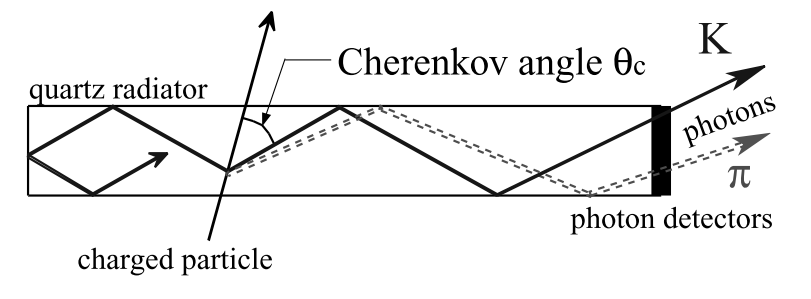 Cherenkov angle θc
K
quartz radiator
photons
π
photon detectors
charged particle